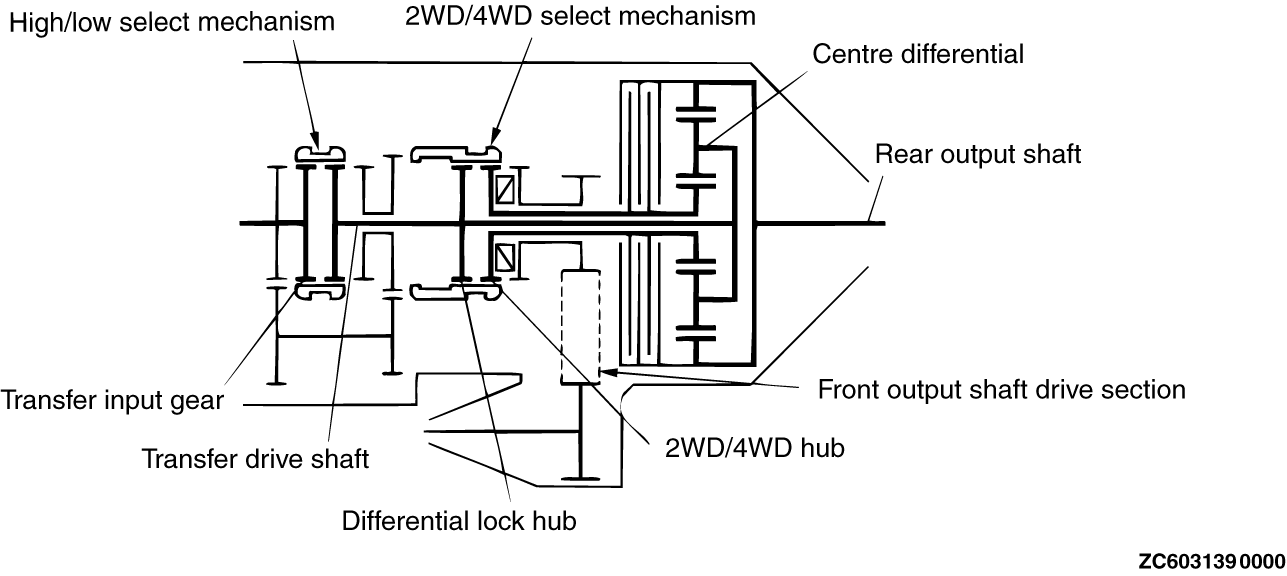 High/low select mechanism
2WD/4WD select mechanism
Centre differential
Rear output shaft
Transfer input gear
Front output shaft drive section
Transfer drive shaft
2WD/4WD hub
Differential lock hub
ZC6031390000